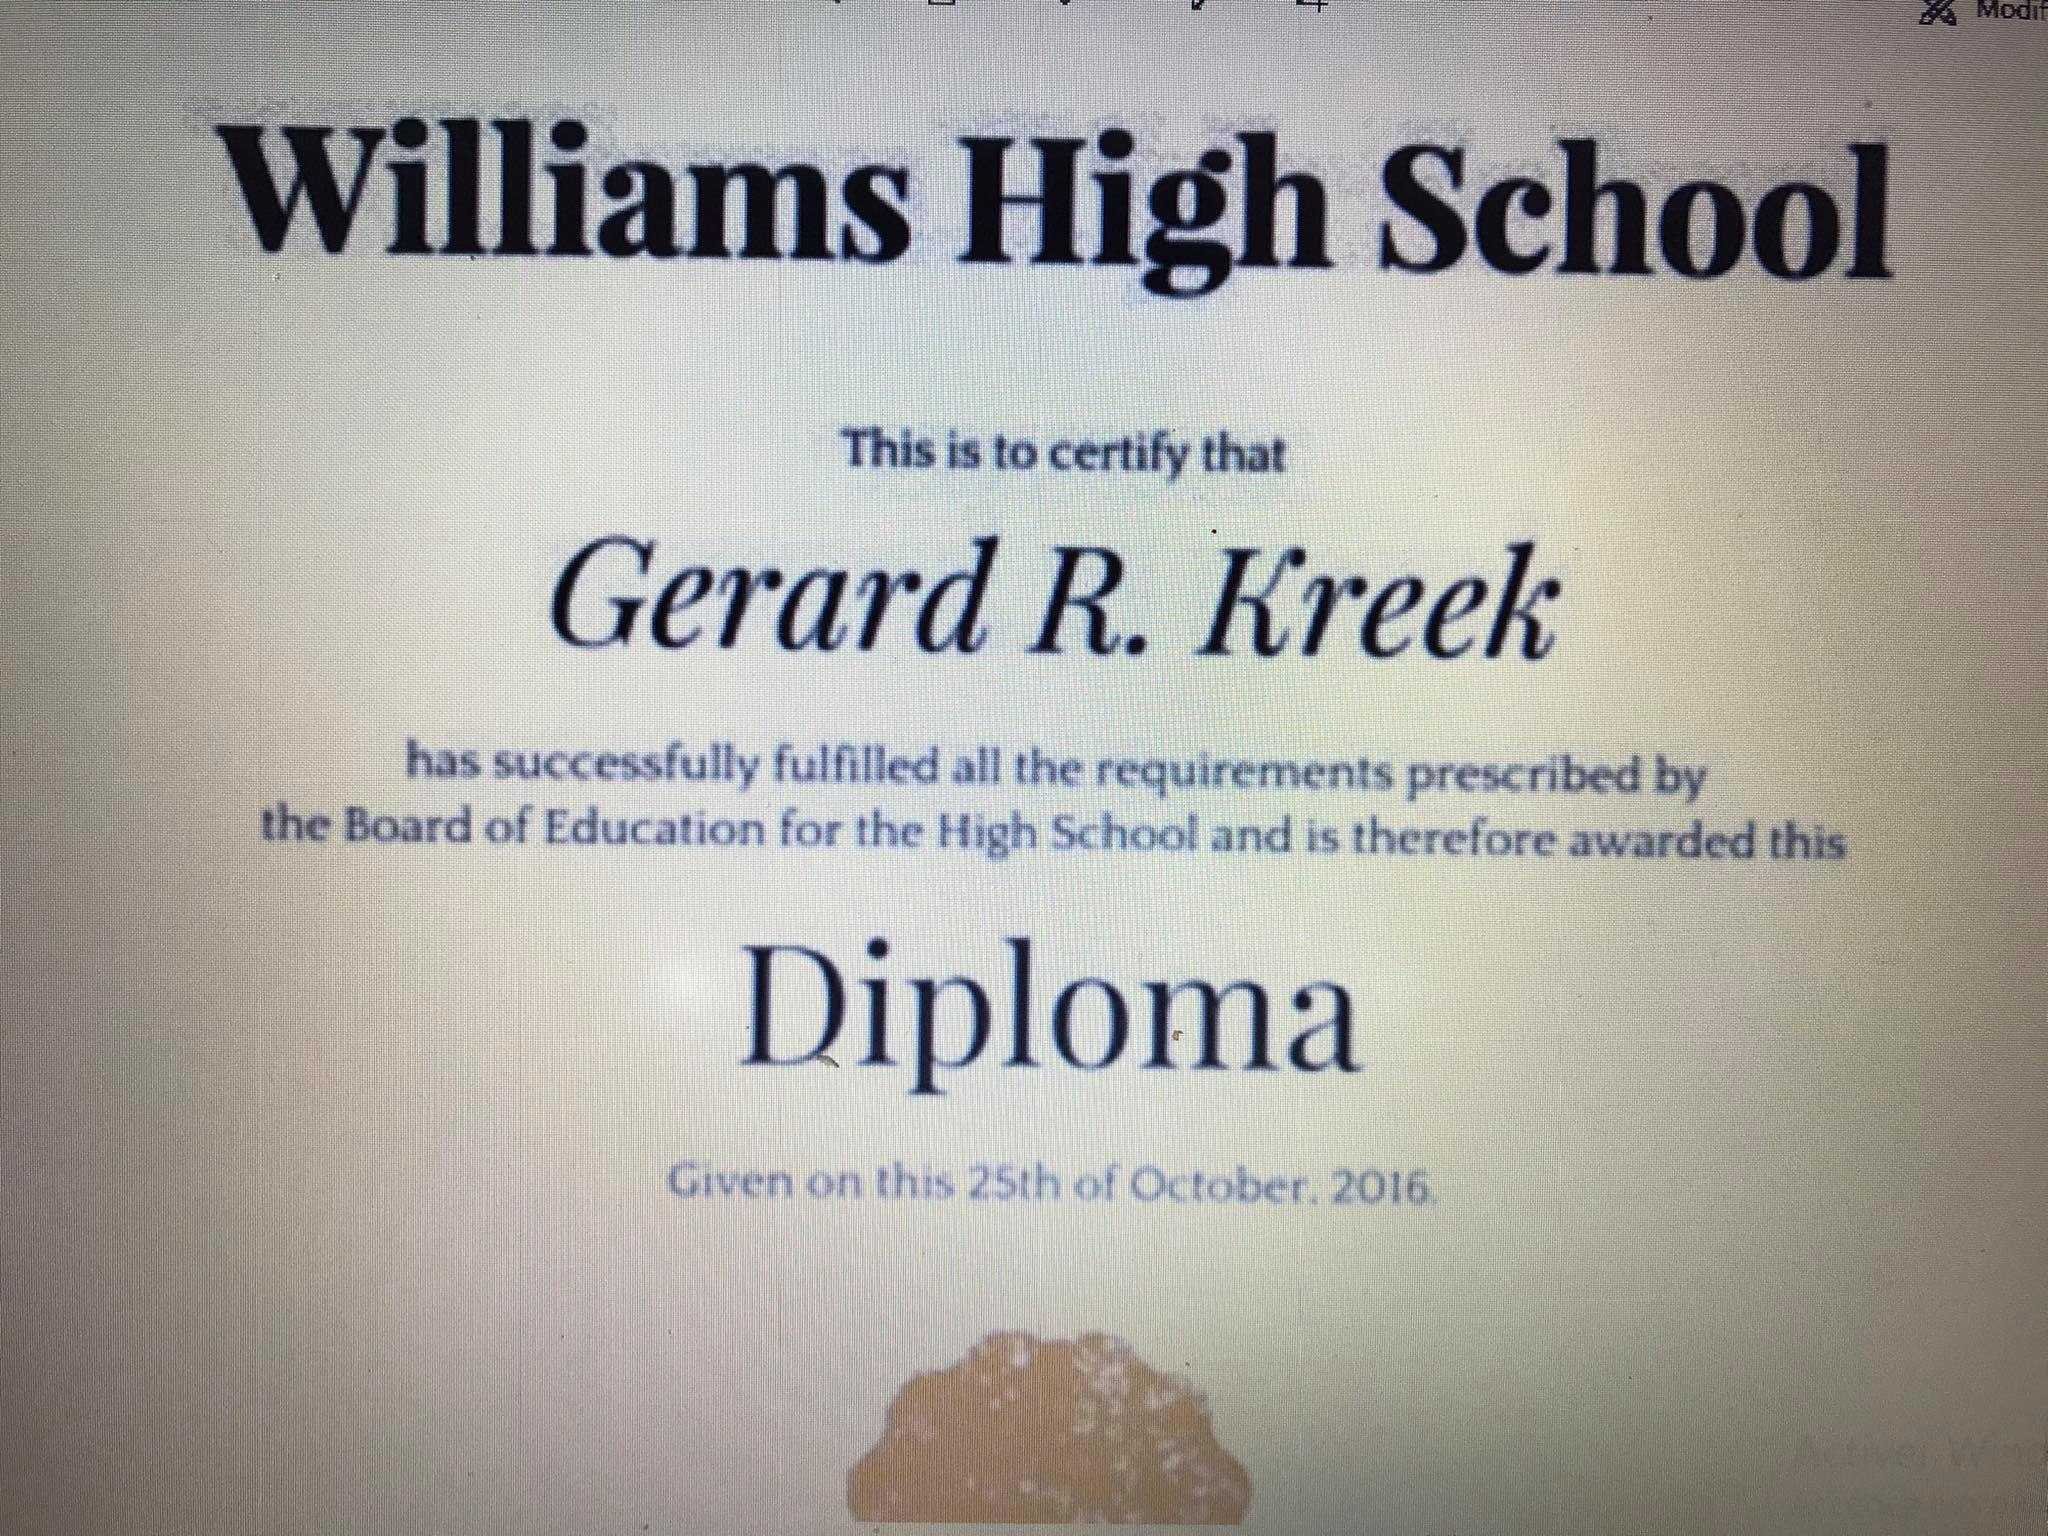 Modif
Williams High School
This is to certify that
Gerard R. Kreek
has successfully fulfilled all the requirements prescribed by
the Board of Education for the High School and is therefore awarded this
Diploma
Given on this 25th of October, 2016.
Activer Wind